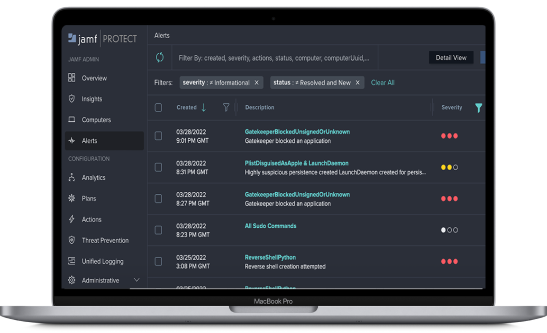 jamf | PROTECT
Alerts
JAMF ADMIN
Filter By: created, severity, actions, status, computer, computerUuid,...
Detail View
Overview
Filters:
severity : ≠ Informational ×
status : ≠ Resolved and New ×
Clear All
Insights
Created ↓
Description
Severity
Computers
03/28/2022
9:01 PM GMT
GatekeeperBlockedUnsignedOrUnknown
Gatekeeper blocked an application
Alerts
CONFIGURATION
03/28/2022
8:31 PM GMT
PlistDisguisedAsApple & LaunchDaemon
Highly suspicious persistence created LaunchDeemon created for persis...
Analytics
Plans
03/28/2022
8:27 PM GMT
GatekeeperBlockedUnsignedOrUnknown
Gatekeeper blocked an application
Actions
03/28/2022
8:23 PM GMT
All Sudo Commands
Threat Prevention
Unified Logging
03/25/2022
3:08 PM GMT
ReverseShellPython
Reverse shell creation attempted
Administrative
03/25/2022
ReverseShellPython
MacBook Pro